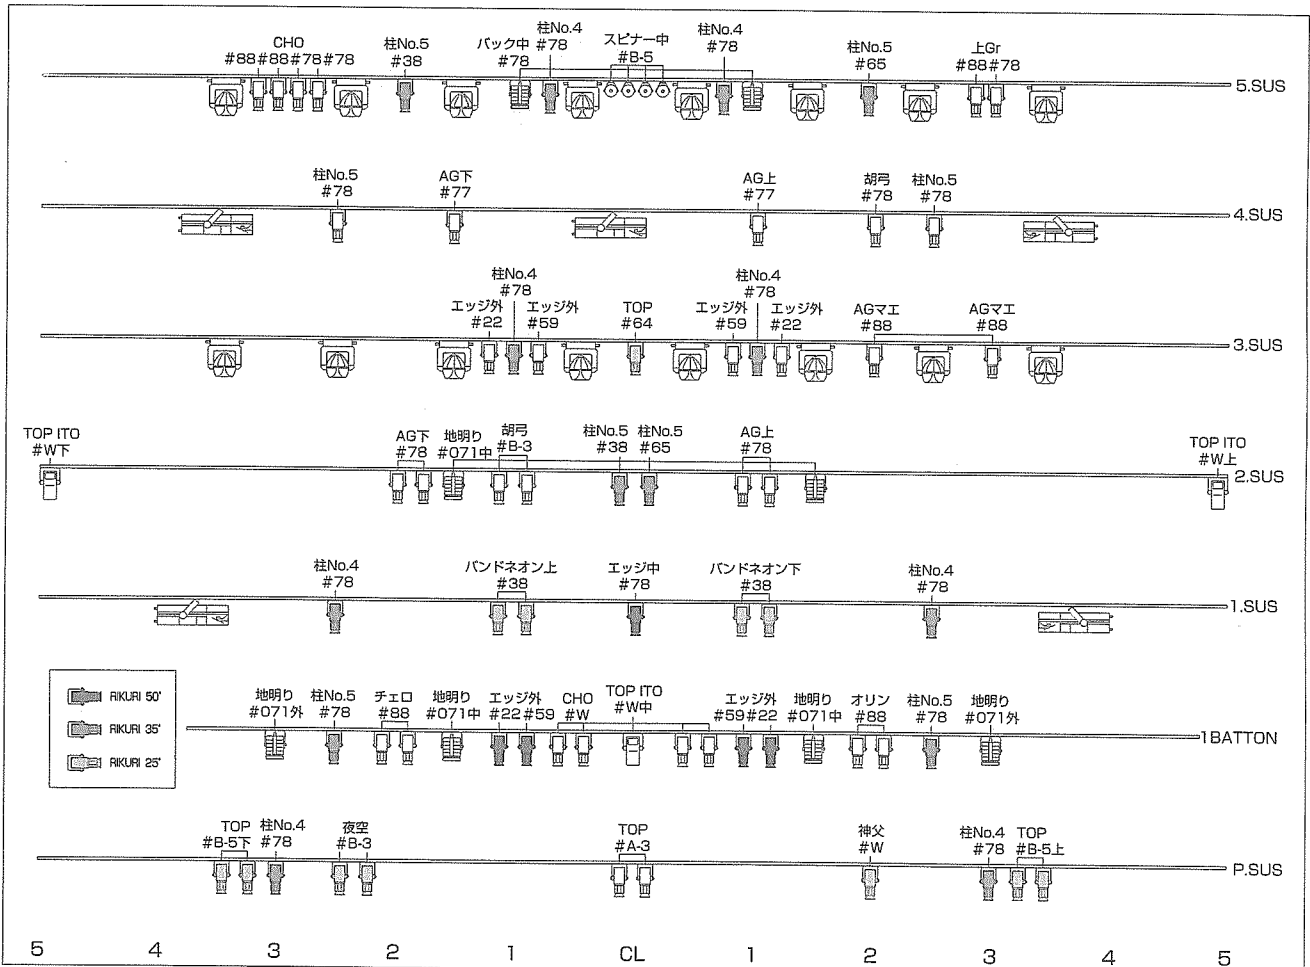 CHO
#88 #88 #78 #78
柱No.5
#38
バック中
#78
柱No.4
#78
スピナー中
#B-5
柱No.4
#78
柱No.5
#65
上Gr
#88 #78
5.SUS
柱No.5
#78
AG下
#77
AG上
#77
胡弓
#78
柱No.5
#78
4.SUS
エッジ外
#22
柱No.4
#78
エッジ外
#59
TOP
#64
エッジ外
#59
柱No.4
#78
エッジ外
#22
AGマエ
#88
AGマエ
#88
3.SUS
TOP ITO
#W下
AG下
#78
地明り
#071中
胡弓
#B-3
柱No.5
#38
柱No.5
#65
AG上
#78
TOP ITO
#W上
2.SUS
柱No.4
#78
バンドネオン上
#38
エッジ中
#78
バンドネオン下
#38
柱No.4
#78
1.SUS
RIKURI 50°
RIKURI 35°
RIKURI 25°
地明り
#071外
柱No.5
#78
チェロ
#88
地明り
#071中
エッジ外
#22 #59
CHO
#W
TOP ITO
#W中
エッジ外
#59 #22
地明り
#071中
オリン
#88
柱No.5
#78
地明り
#071外
1BATTON
TOP
#B-5下
柱No.4
#78
夜空
#B-3
TOP
#A-3
神父
#W
柱No.4
#78
TOP
#B-5上
P.SUS
5 4 3 2 1 CL 1 2 3 4 5